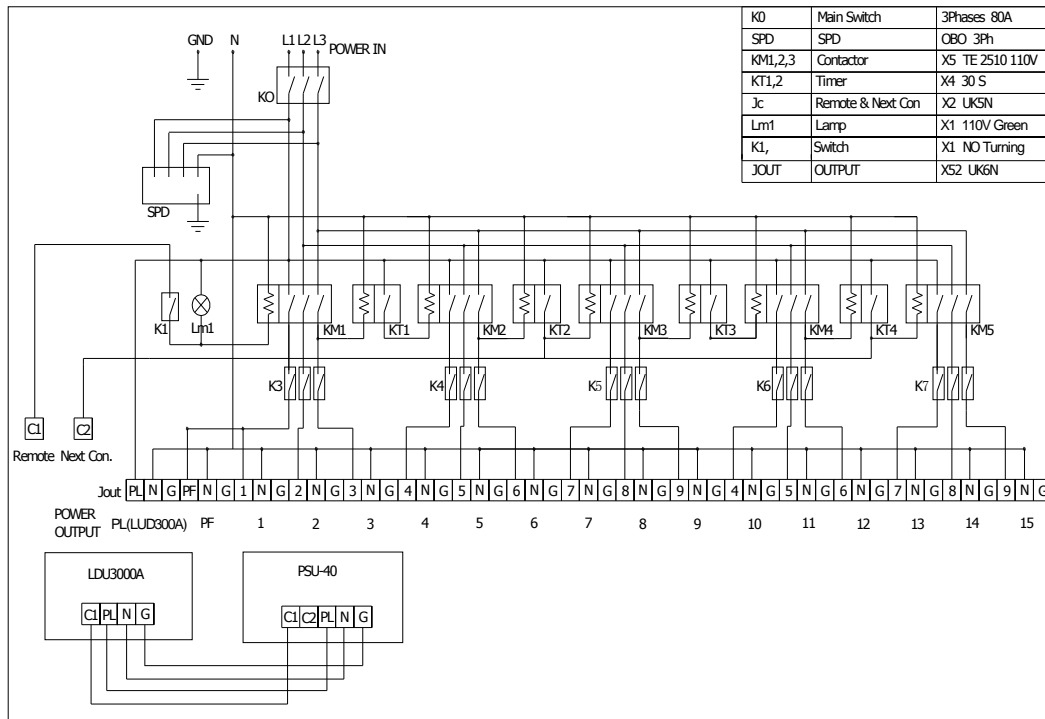 K0 Main Switch 3Phases 80A
SPD SPD OBO 3Ph
KM1,2,3 Contactor X5 TE 2510 110V
KT1,2 Timer X4 30 S
Jc Remote & Next Con X2 UK5N
Lm1 Lamp X1 110V Green
K1, Switch X1 NO Turning
JOUT OUTPUT X52 UK6N
GND N L1 L2 L3 POWER IN
KO
SPD
K1 Lm1 KM1 KT1 KM2 KT2 KM3 KT3 KM4 KT4 KM5
K3 K4 K5 K6 K7
C1 C2
Remote Next Con.
Jout PL N G PF N G 1 N G 2 N G 3 N G 4 N G 5 N G 6 N G 7 N G 8 N G 9 N G 4 N G 5 N G 6 N G 7 N G 8 N G 9 N G
POWER OUTPUT PL(LUD300A) PF 1 2 3 4 5 6 7 8 9 10 11 12 13 14 15
LDU3000A
C1 PL N G
PSU-40
C1 C2 PL N G